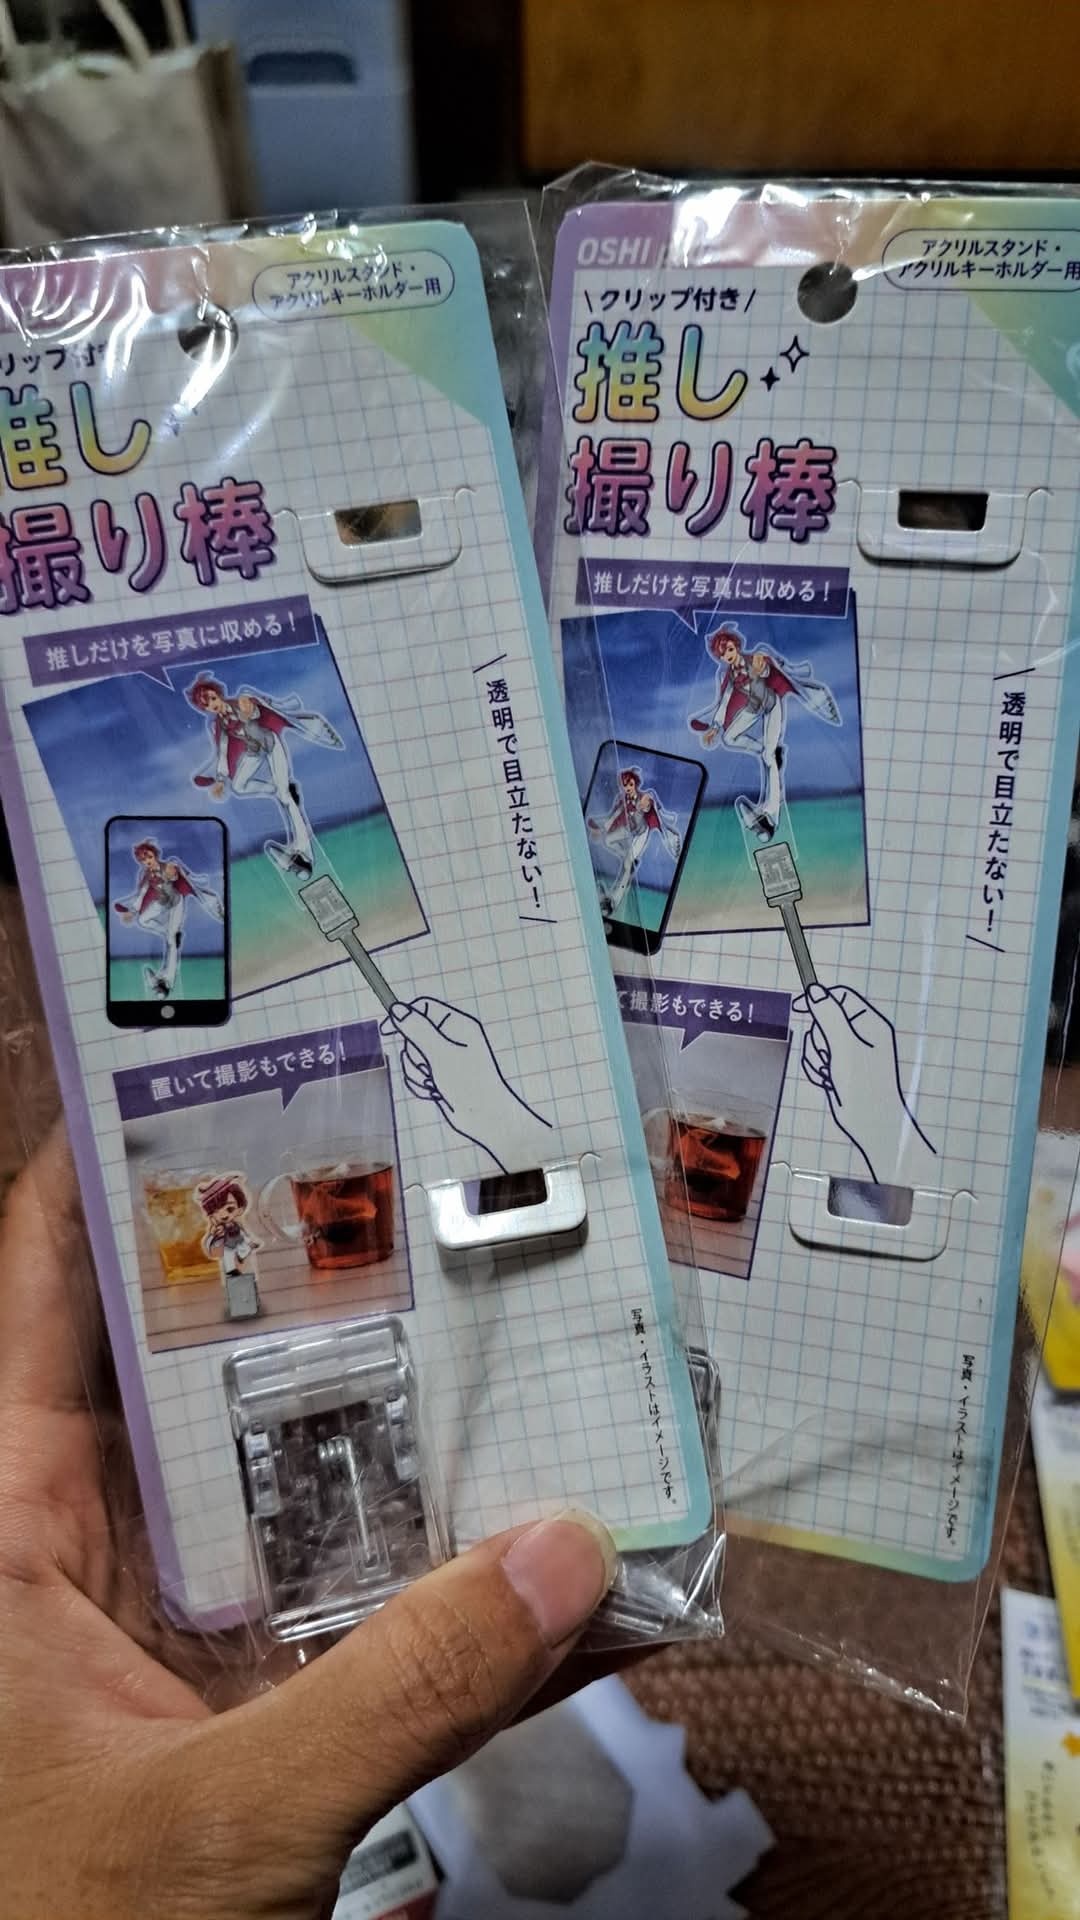 アクリルスタンド・
アクリルキーホルダー用
リップ付き
推し
撮り棒
推しだけを写真に収める!
透明で目立たない!
置いて撮影もできる!
写真・イラストはイメージです。
OSHI
アクリルスタンド・
アクリルキーホルダー用
\クリップ付き/
推し
撮り棒
推しだけを写真に収める!
透明で目立たない!
て撮影もできる!
写真・イラストはイメージです。